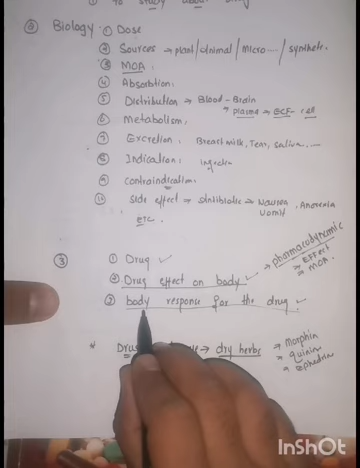 ① to study about
② Biology ① Dose
② Sources → plant/animal/micro---/synthetic.
③ MOA.
④ Absorption:
⑤ Distribution → Blood - Brain
→ plasma → ECF - cell
⑥ Metabolism,
⑦ Excretion: Breast milk, Tear, saliva, ....
⑧ Indication:
⑨ contraindication.
⑩ Side effect → Antibiotic → Nausea, Anorexia
vomit
ETC.
③ ① Drug ✓
② Drug effect on body ✓ → pharmacodynamic
→ EFFECT
→ MOA.
③ body response for the drug ✓
* → dry herbs → morphin
→ quinin
→ Ephedrin
InShOt